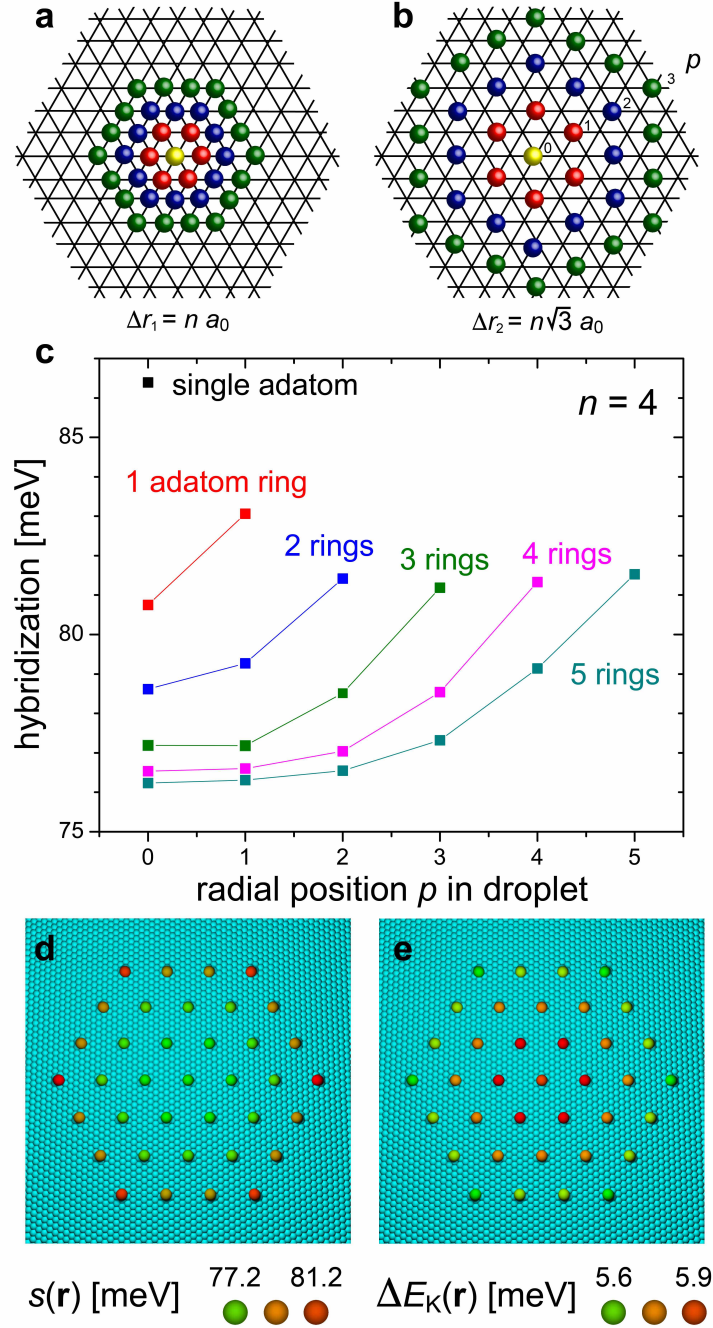 a
b
p
3
2
1
0
Δr₁ = n a₀
Δr₂ = n√3 a₀
c
single adatom
n = 4
85
1 adatom ring
2 rings
3 rings
4 rings
80
5 rings
hybridization [meV]
75
0 1 2 3 4 5
radial position p in droplet
d
e
77.2 81.2
5.6 5.9
s(r) [meV]
ΔE_K(r) [meV]